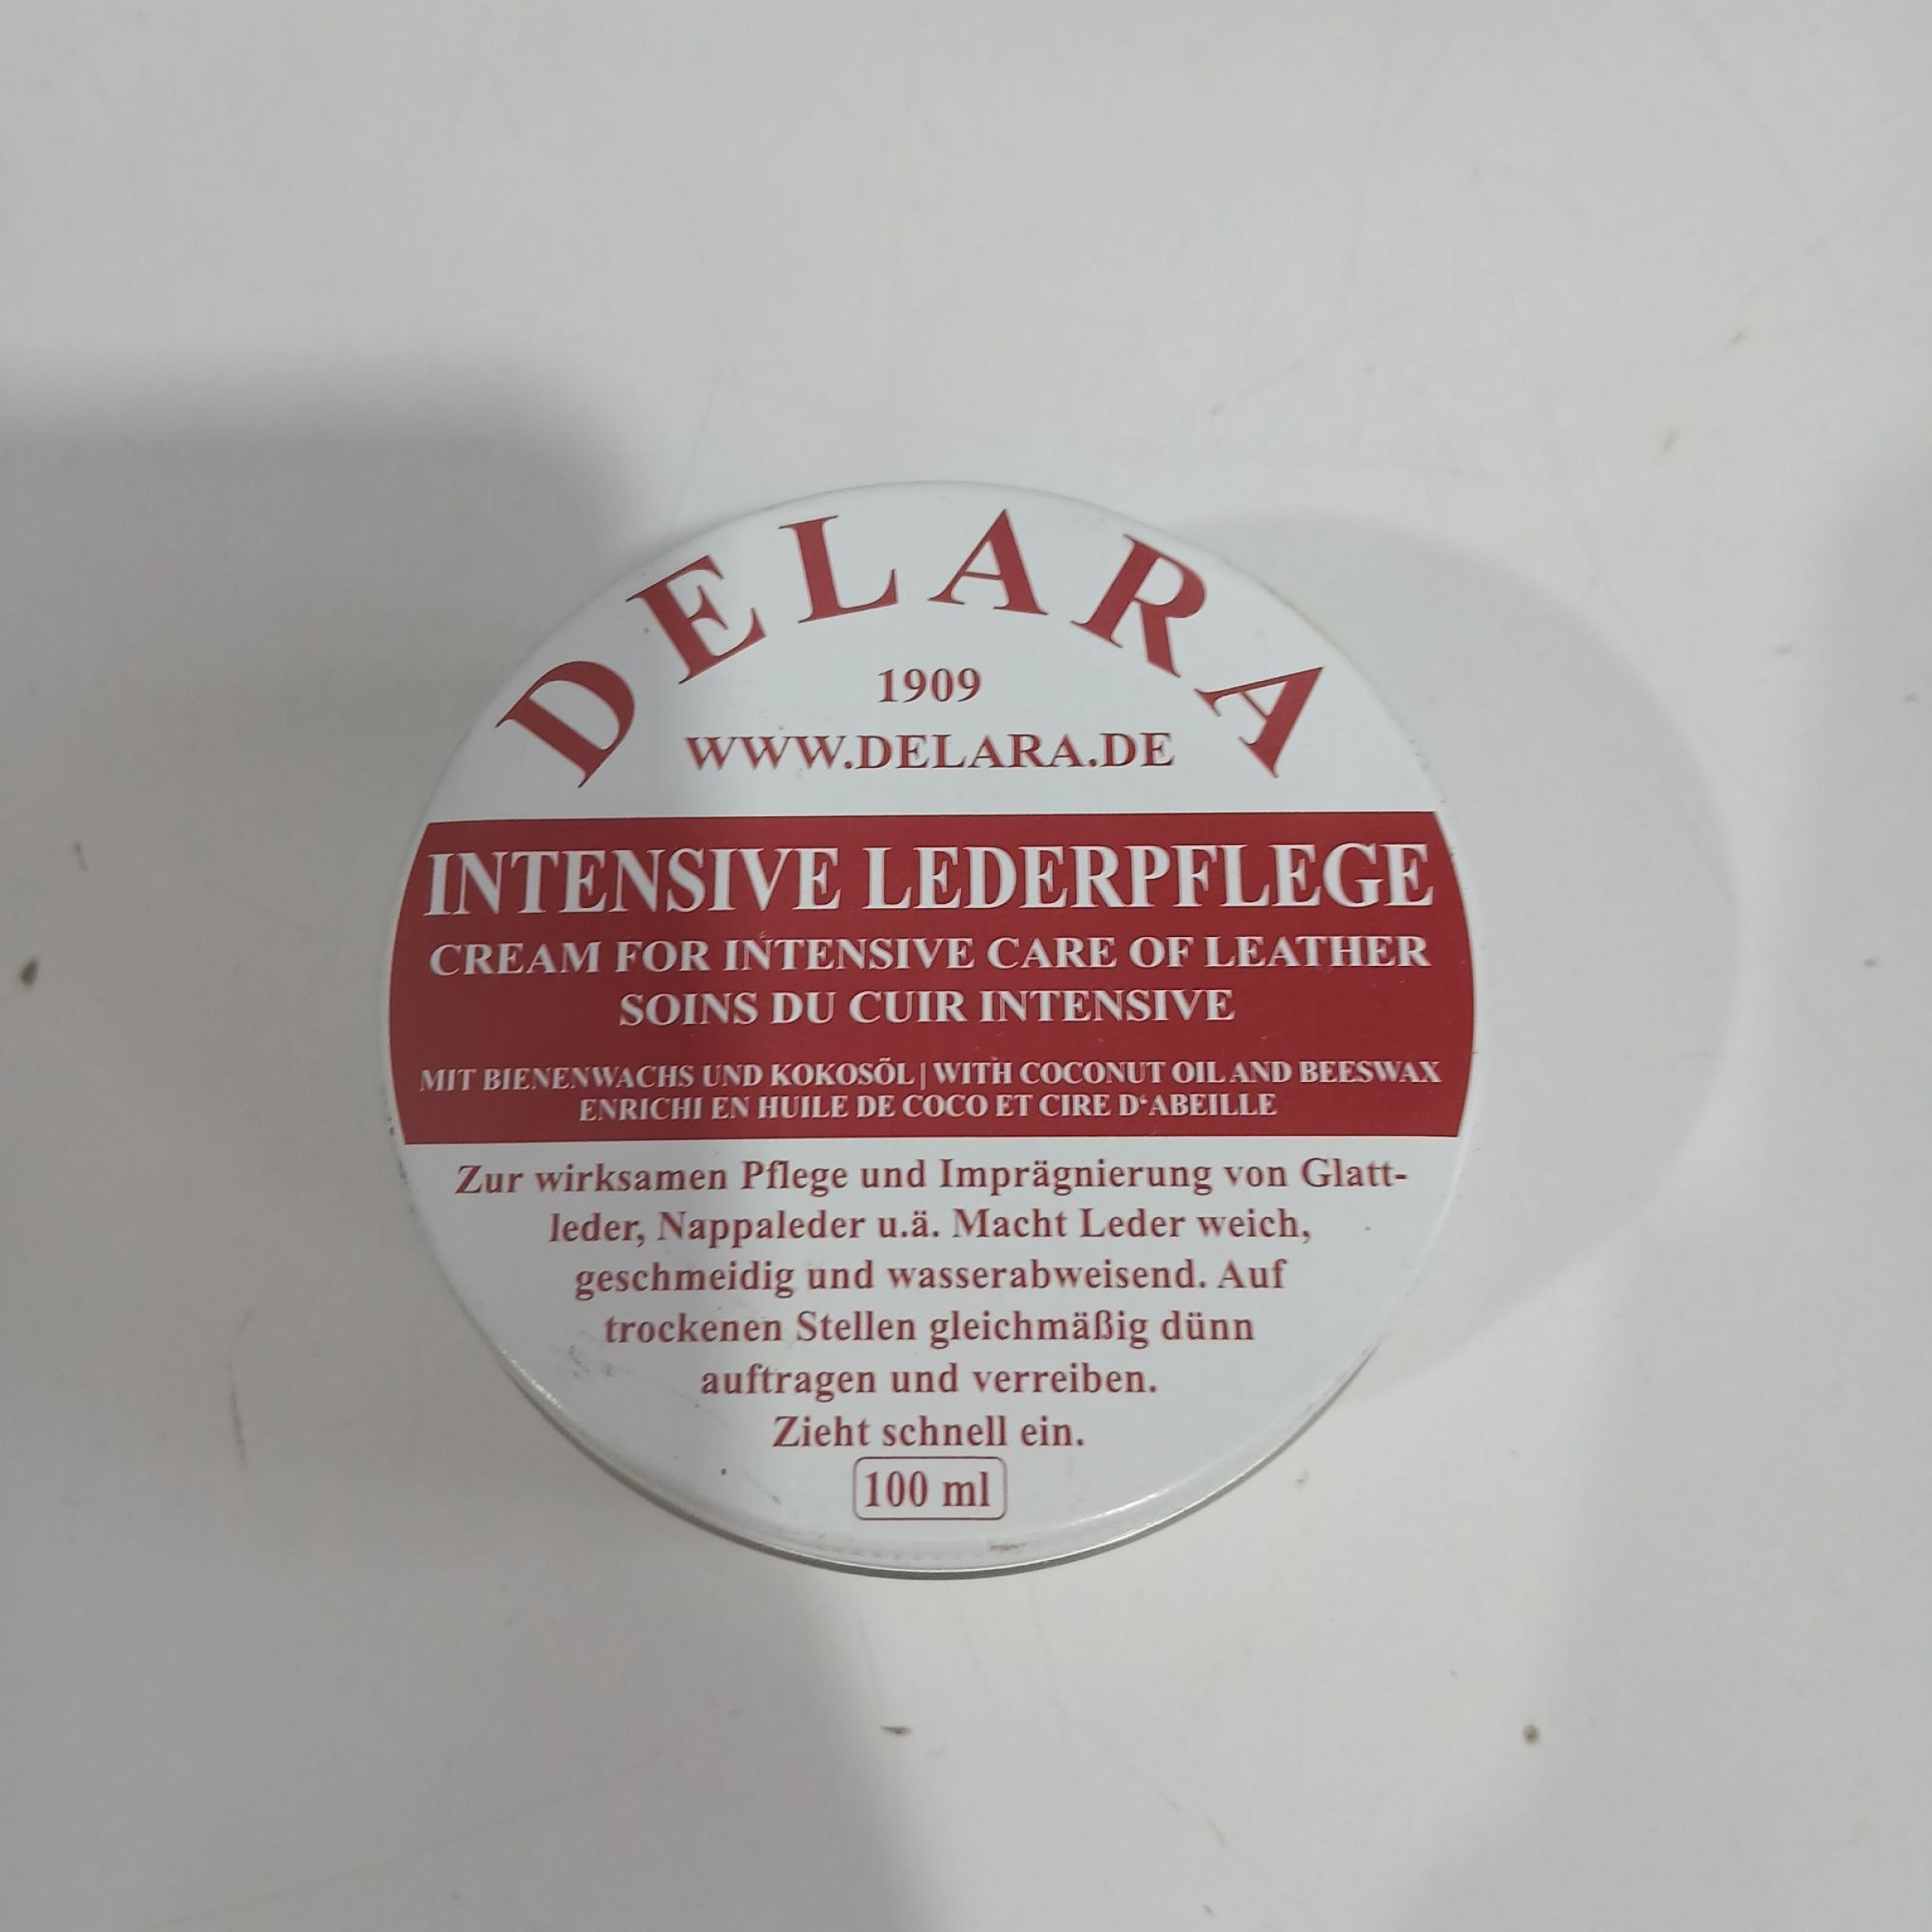 DELARA
1909
WWW.DELARA.DE
INTENSIVE LEDERPFLEGE
CREAM FOR INTENSIVE CARE OF LEATHER
SOINS DU CUIR INTENSIVE
MIT BIENENWACHS UND KOKOSÕL | WITH COCONUT OIL AND BEESWAX
ENRICHI EN HUILE DE COCO ET CIRE D‘ABEILLE
Zur wirksamen Pflege und Imprägnierung von Glatt-
leder, Nappaleder u.ä. Macht Leder weich,
geschmeidig und wasserabweisend. Auf
trockenen Stellen gleichmäßig dünn
auftragen und verreiben.
Zieht schnell ein.
100 ml